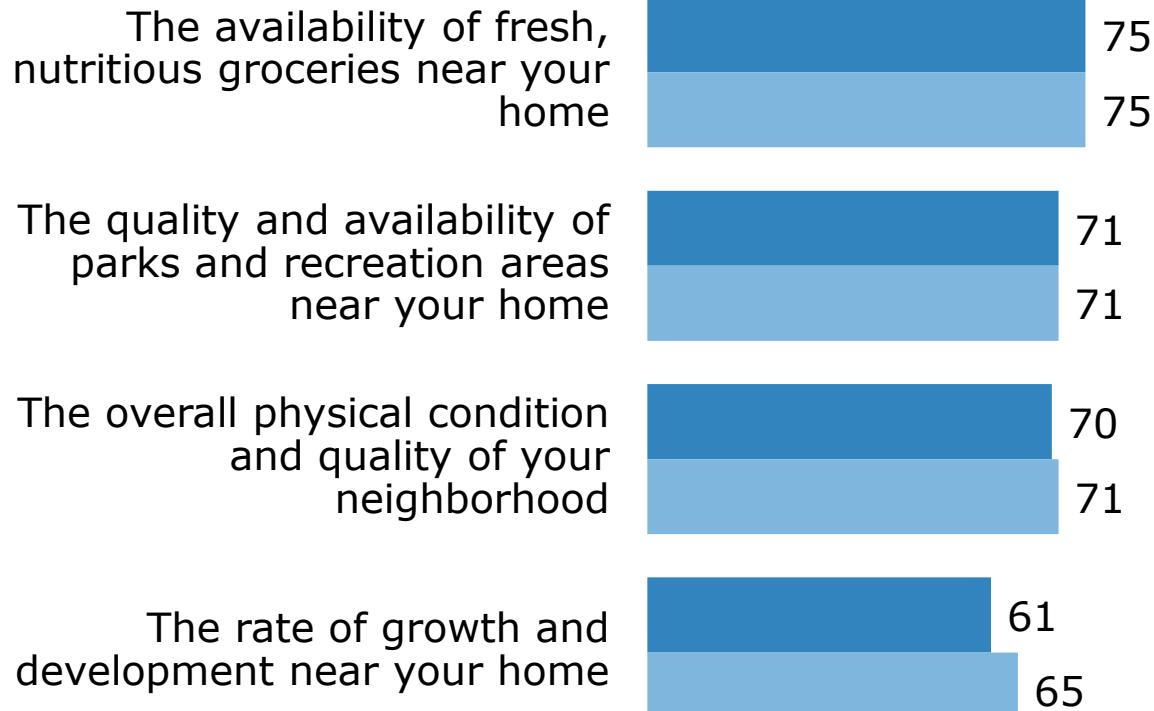 The availability of fresh,
nutritious groceries near your
home
75
75
The quality and availability of
parks and recreation areas
near your home
71
71
The overall physical condition
and quality of your
neighborhood
70
71
The rate of growth and
development near your home
61
65